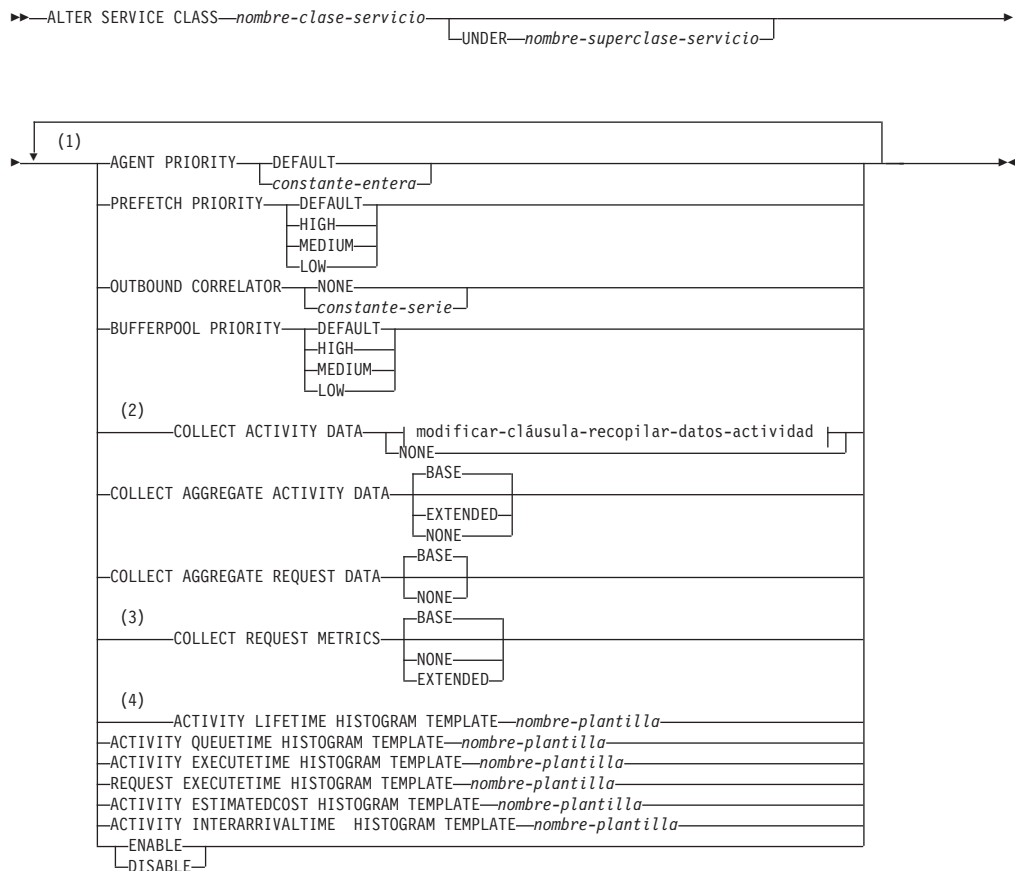 ALTER SERVICE CLASS nombre-clase-servicio
UNDER nombre-superclase-servicio
(1)
AGENT PRIORITY DEFAULT
constante-entera
PREFETCH PRIORITY DEFAULT
HIGH
MEDIUM
LOW
OUTBOUND CORRELATOR NONE
constante-serie
BUFFERPOOL PRIORITY DEFAULT
HIGH
MEDIUM
LOW
(2)
COLLECT ACTIVITY DATA modificar-cláusula-recopilar-datos-actividad
NONE
BASE
COLLECT AGGREGATE ACTIVITY DATA
EXTENDED
NONE
BASE
COLLECT AGGREGATE REQUEST DATA
NONE
(3)
BASE
COLLECT REQUEST METRICS
NONE
EXTENDED
(4)
ACTIVITY LIFETIME HISTOGRAM TEMPLATE nombre-plantilla
ACTIVITY QUEUETIME HISTOGRAM TEMPLATE nombre-plantilla
ACTIVITY EXECUTETIME HISTOGRAM TEMPLATE nombre-plantilla
REQUEST EXECUTETIME HISTOGRAM TEMPLATE nombre-plantilla
ACTIVITY ESTIMATEDCOST HISTOGRAM TEMPLATE nombre-plantilla
ACTIVITY INTERARRIVALTIME HISTOGRAM TEMPLATE nombre-plantilla
ENABLE
DISABLE